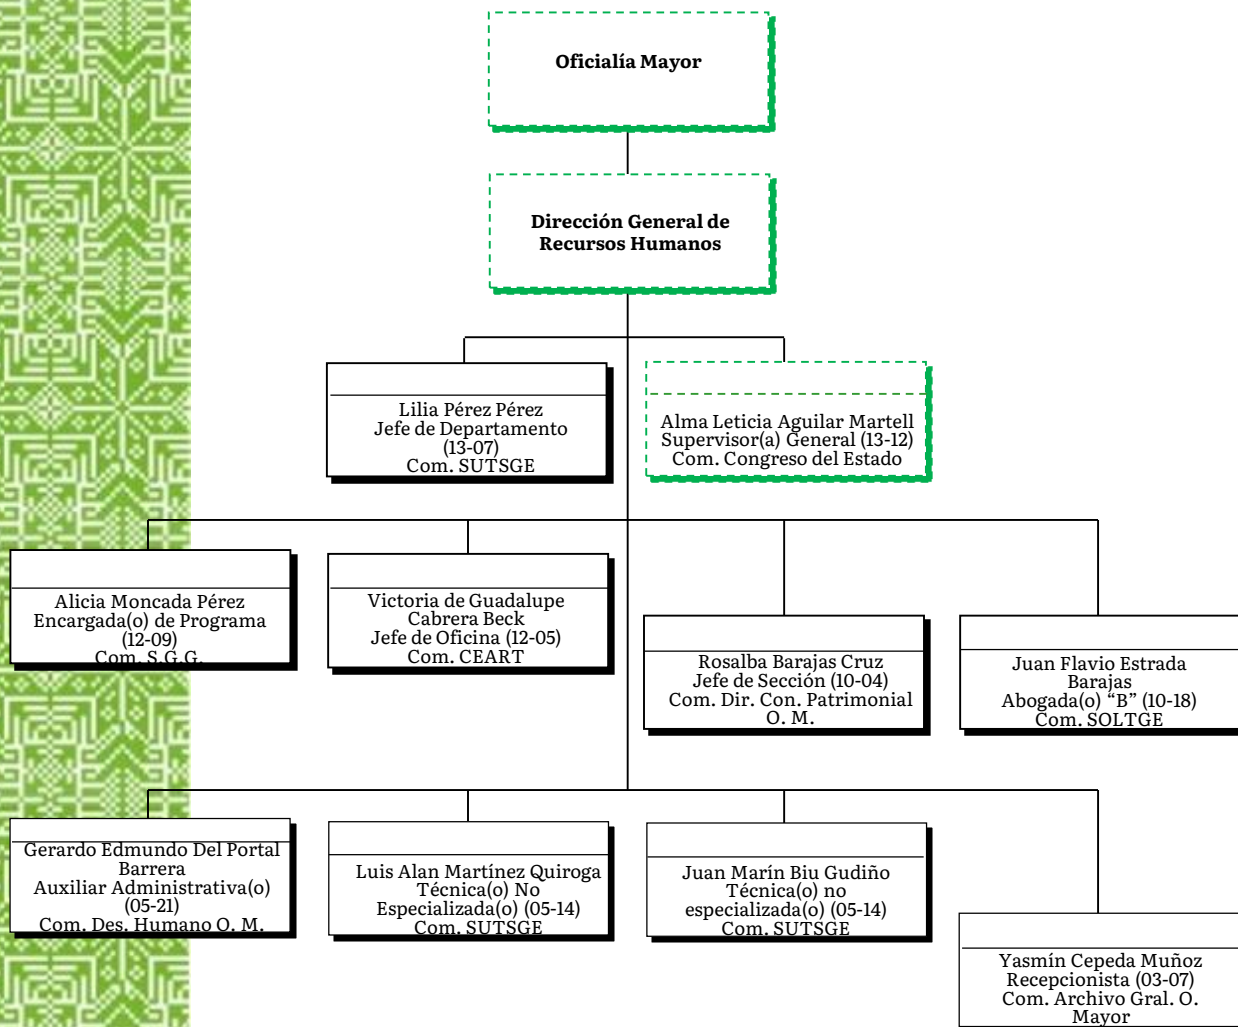 Oficialía Mayor
Dirección General de
Recursos Humanos
Lilia Pérez Pérez
Jefe de Departamento
(13-07)
Com. SUTSGE
Alma Leticia Aguilar Martell
Supervisor(a) General (13-12)
Com. Congreso del Estado
Alicia Moncada Pérez
Encargada(o) de Programa
(12-09)
Com. S.G.G.
Victoria de Guadalupe
Cabrera Beck
Jefe de Oficina (12-05)
Com. CEART
Rosalba Barajas Cruz
Jefe de Sección (10-04)
Com. Dir. Con. Patrimonial
O. M.
Juan Flavio Estrada
Barajas
Abogada(o) “B” (10-18)
Com. SOLTGE
Gerardo Edmundo Del Portal
Barrera
Auxiliar Administrativa(o)
(05-21)
Com. Des. Humano O. M.
Luis Alan Martínez Quiroga
Técnica(o) No
Especializada(o) (05-14)
Com. SUTSGE
Juan Marín Biu Gudiño
Técnica(o) no
especializada(o) (05-14)
Com. SUTSGE
Yasmín Cepeda Muñoz
Recepcionista (03-07)
Com. Archivo Gral. O.
Mayor